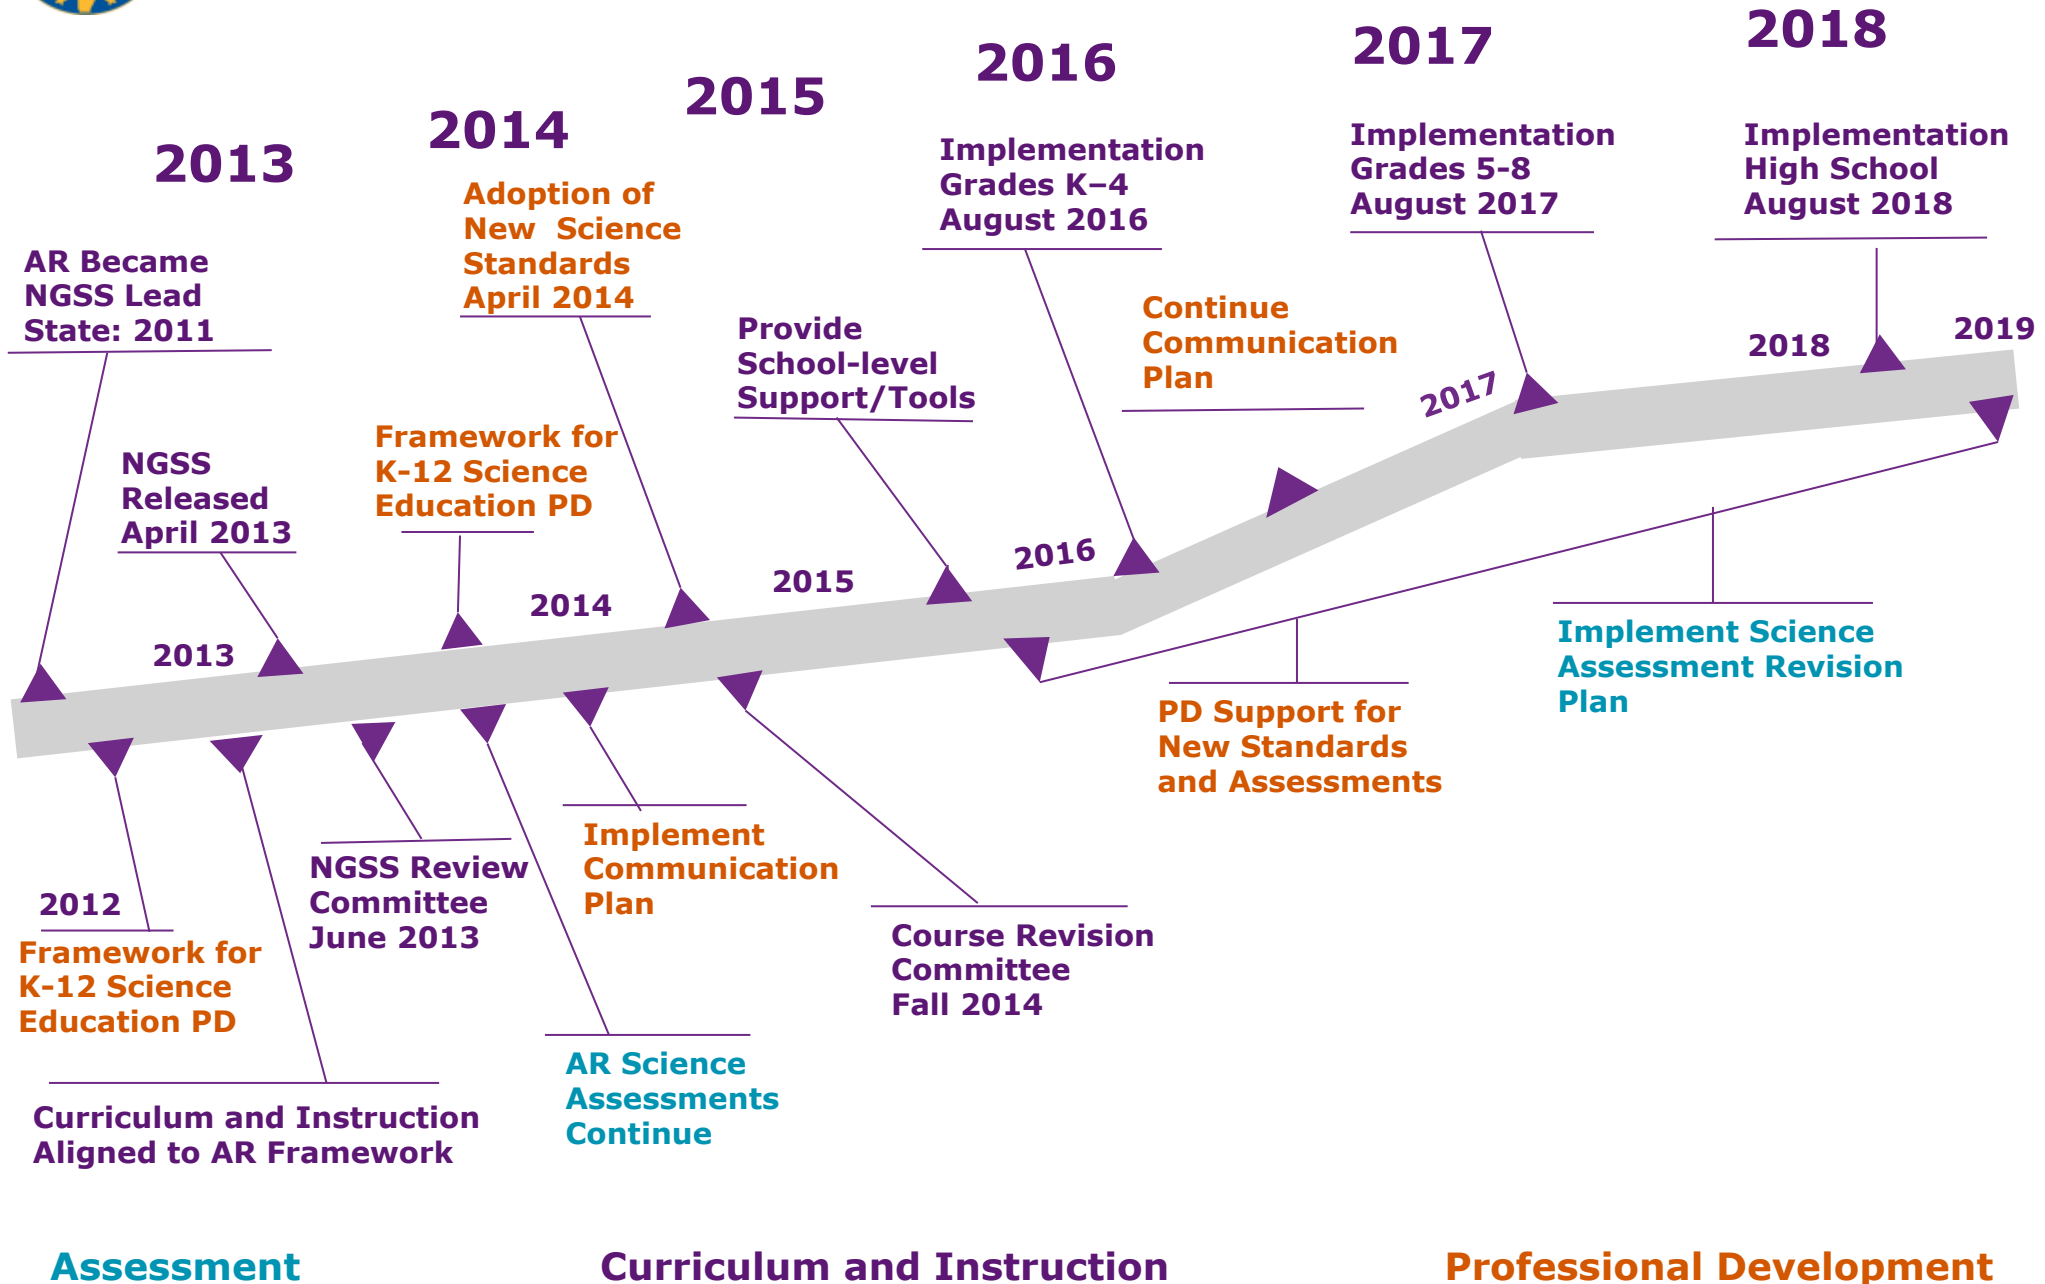 2013
2014
2015
2016
2017
2018
AR Became
NGSS Lead
State: 2011
NGSS
Released
April 2013
Framework for
K-12 Science
Education PD
Adoption of
New  Science
Standards
April 2014
Provide
School-level
Support/Tools
Implementation
Grades K–4
August 2016
Continue
Communication
Plan
Implementation
Grades 5-8
August 2017
Implementation
High School
August 2018
2013
2014
2015
2016
2017
2018
2019
2012
Framework for
K-12 Science
Education PD
Curriculum and Instruction
Aligned to AR Framework
NGSS Review
Committee
June 2013
AR Science
Assessments
Continue
Implement
Communication
Plan
Course Revision
Committee
Fall 2014
PD Support for
New Standards
and Assessments
Implement Science
Assessment Revision
Plan
Assessment
Curriculum and Instruction
Professional Development